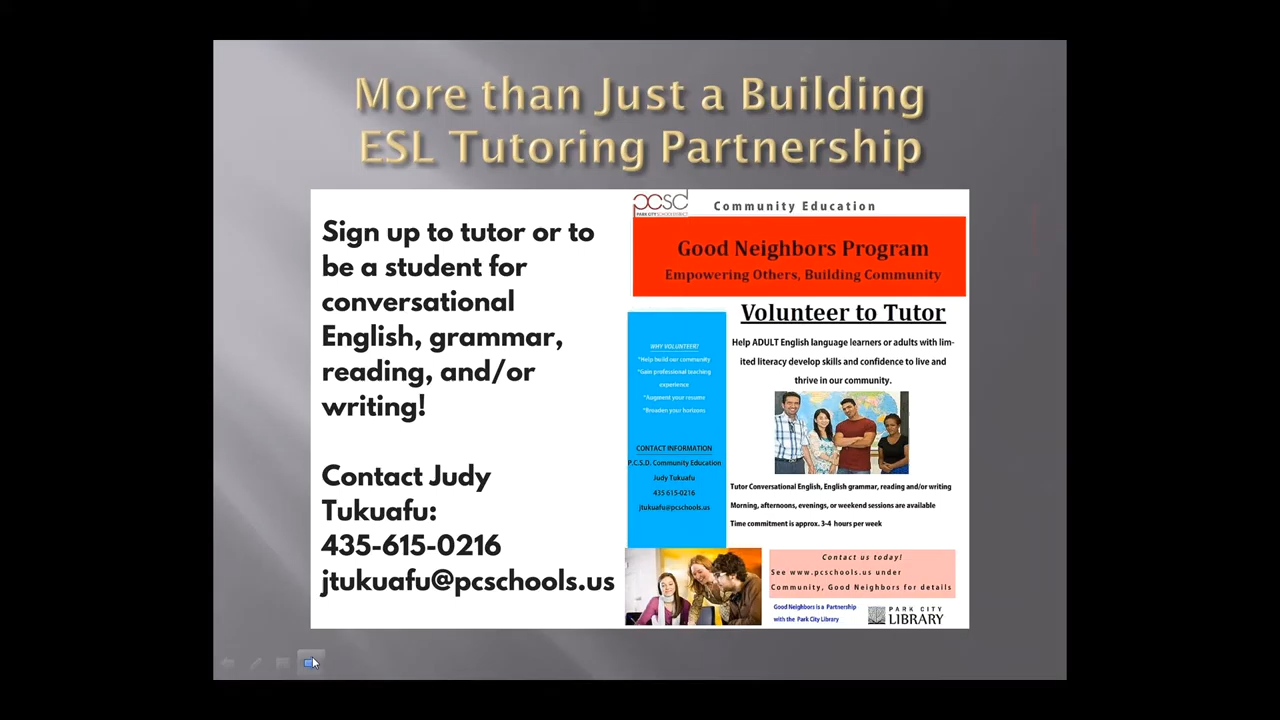 More than Just a Building
ESL Tutoring Partnership
Sign up to tutor or to
be a student for
conversational
English, grammar,
reading, and/or
writing!
Contact Judy
Tukuafu:
435-615-0216
jtukuafu@pcschools.us
pcsd
PARK CITY SCHOOL DISTRICT
Community Education
Good Neighbors Program
Empowering Others, Building Community
Volunteer to Tutor
Help ADULT English language learners or adults with lim-
ited literacy develop skills and confidence to live and
thrive in our community.
WHY VOLUNTEER?
*Help build our community
*Gain professional teaching
experience
*Augment your resume
*Broaden your horizons
CONTACT INFORMATION
P.C.S.D. Community Education
Judy Tukuafu
435 615-0216
jtukuafu@pcschools.us
Tutor Conversational English, English grammar, reading and/or writing
Morning, afternoons, evenings, or weekend sessions are available
Time commitment is approx. 3-4 hours per week
Contact us today!
See www.pcschools.us under
Community, Good Neighbors for details
Good Neighbors is a Partnership
with the Park City Library
PARK CITY
LIBRARY